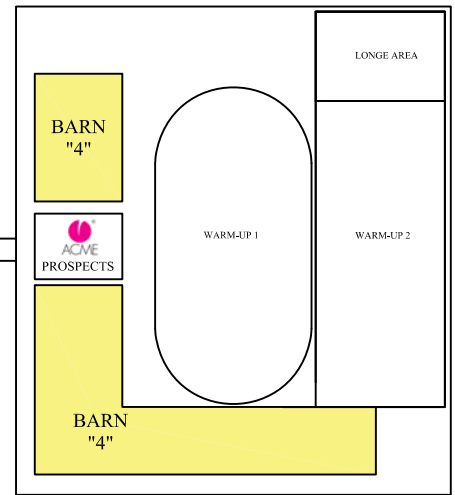 LONGE AREA
BARN
"4"
ACME
PROSPECTS
WARM-UP 1
WARM-UP 2
BARN
"4"